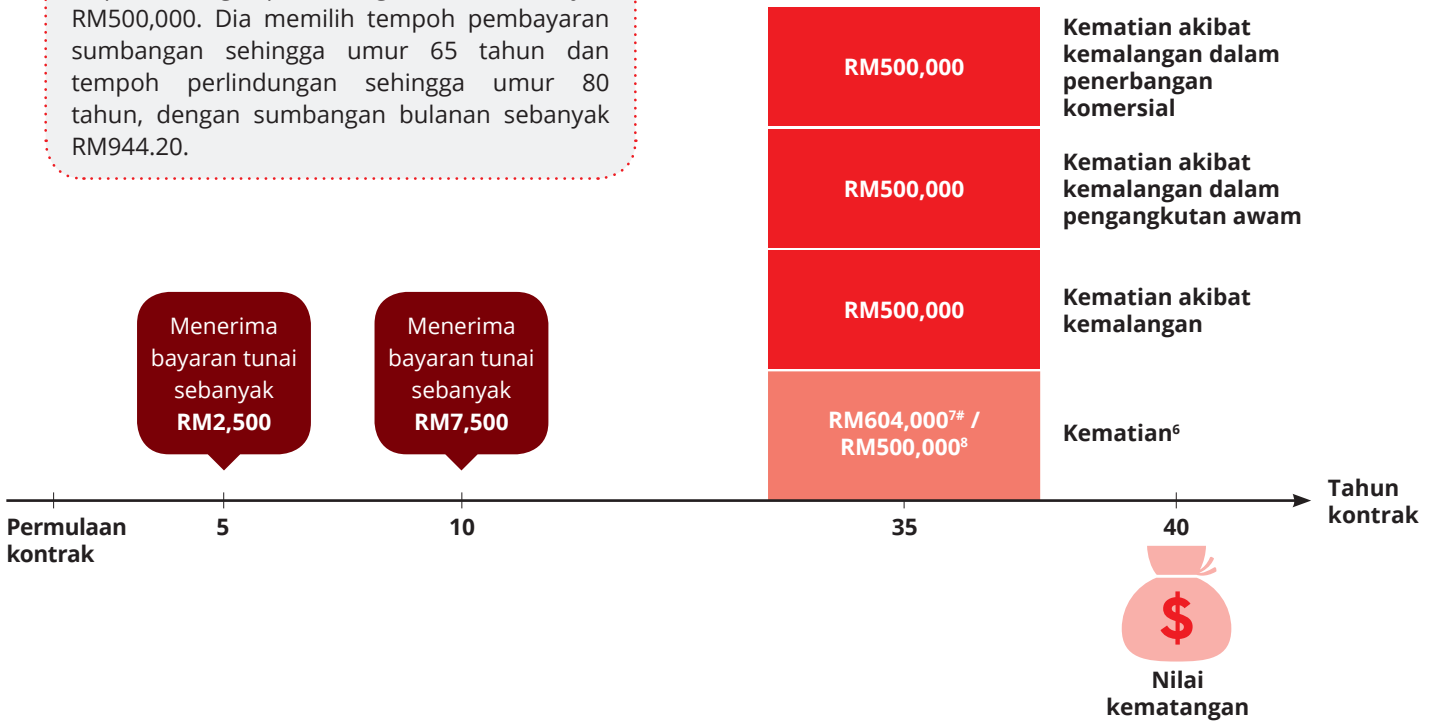 RM500,000. Dia memilih tempoh pembayaran
sumbangan sehingga umur 65 tahun dan
tempoh perlindungan sehingga umur 80
tahun, dengan sumbangan bulanan sebanyak
RM944.20.
RM500,000
Kematian akibat
kemalangan dalam
penerbangan
komersial
RM500,000
Kematian akibat
kemalangan dalam
pengangkutan awam
RM500,000
Kematian akibat
kemalangan
Menerima
bayaran tunai
sebanyak
RM2,500
Menerima
bayaran tunai
sebanyak
RM7,500
RM604,000⁷# /
RM500,000⁸
Kematian⁶
Permulaan
kontrak
5
10
35
40
Tahun
kontrak
$
Nilai
kematangan